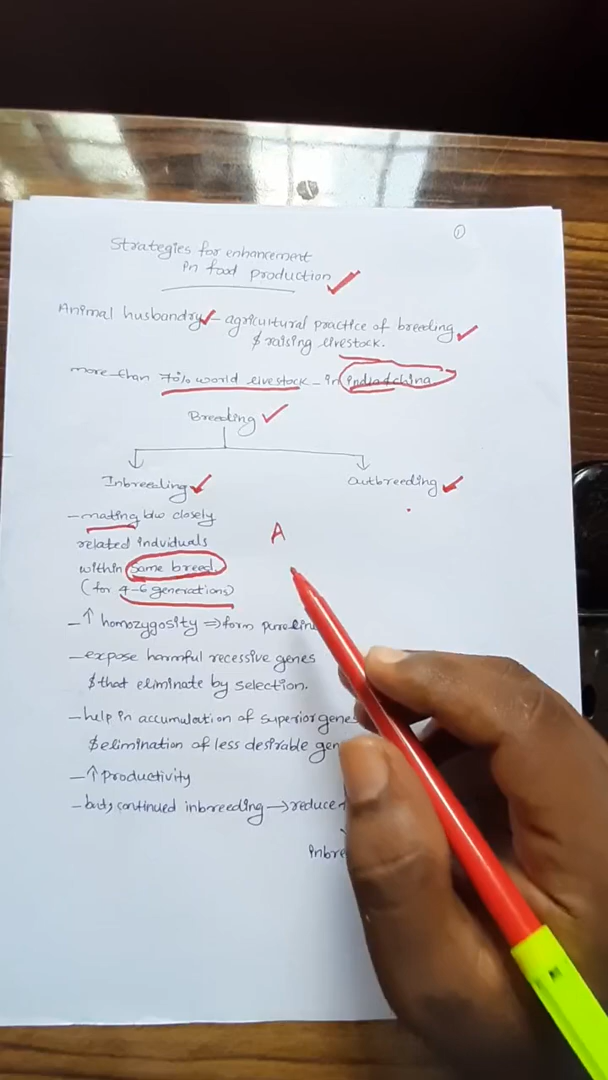 ①
Strategies for enhancement
in food production
Animal husbandry - agricultural practice of breeding
& raising livestock.
more than 70% world livestock - in India & china
Breeding
Inbreeding
outbreeding
- mating b/w closely
related individuals
within same breed.
(for 4-6 generations)
A
- ↑ homozygosity ⇒ form
- expose harmful recessive genes
& that eliminate by selection.
- help in accumulation of superior genes
& elimination of less desirable
- ↑ productivity
- but, continued inbreeding → reduce